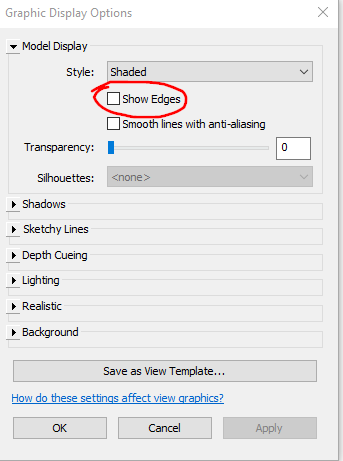 Graphic Display Options
Model Display
Style: Shaded
Show Edges
Smooth lines with anti-aliasing
Transparency: 0
Silhouettes: <none>
Shadows
Sketchy Lines
Depth Cueing
Lighting
Realistic
Background
Save as View Template...
How do these settings affect view graphics?
OK Cancel Apply